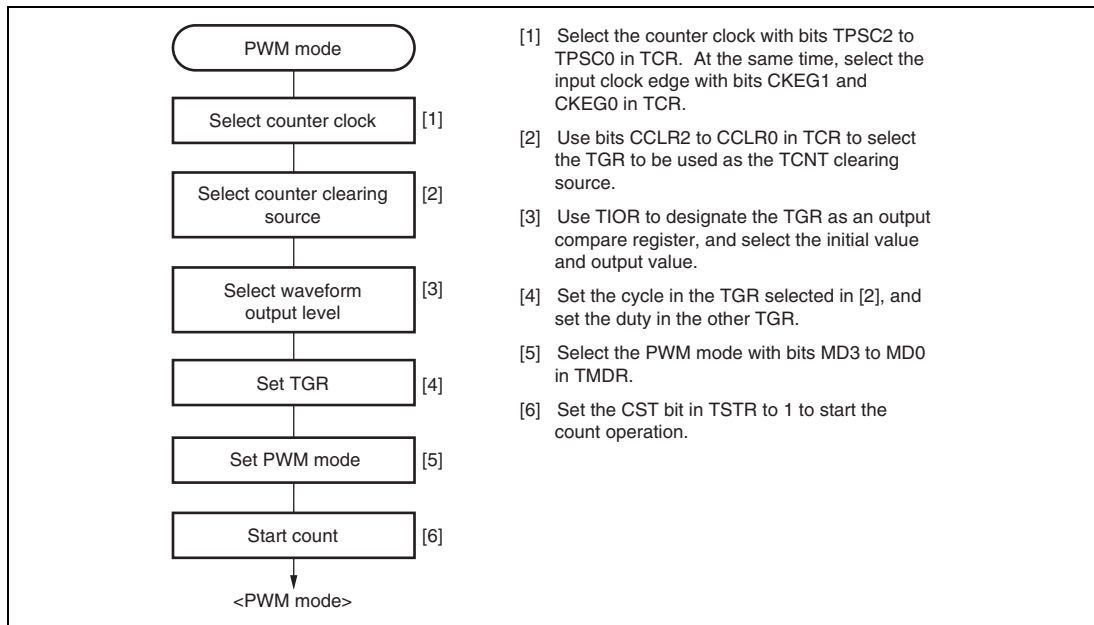 PWM mode
Select counter clock
[1]
Select counter clearing
source
[2]
Select waveform
output level
[3]
Set TGR
[4]
Set PWM mode
[5]
Start count
[6]
<PWM mode>
[1] Select the counter clock with bits TPSC2 to
TPSC0 in TCR. At the same time, select the
input clock edge with bits CKEG1 and
CKEG0 in TCR.
[2] Use bits CCLR2 to CCLR0 in TCR to select
the TGR to be used as the TCNT clearing
source.
[3] Use TIOR to designate the TGR as an output
compare register, and select the initial value
and output value.
[4] Set the cycle in the TGR selected in [2], and
set the duty in the other TGR.
[5] Select the PWM mode with bits MD3 to MD0
in TMDR.
[6] Set the CST bit in TSTR to 1 to start the
count operation.